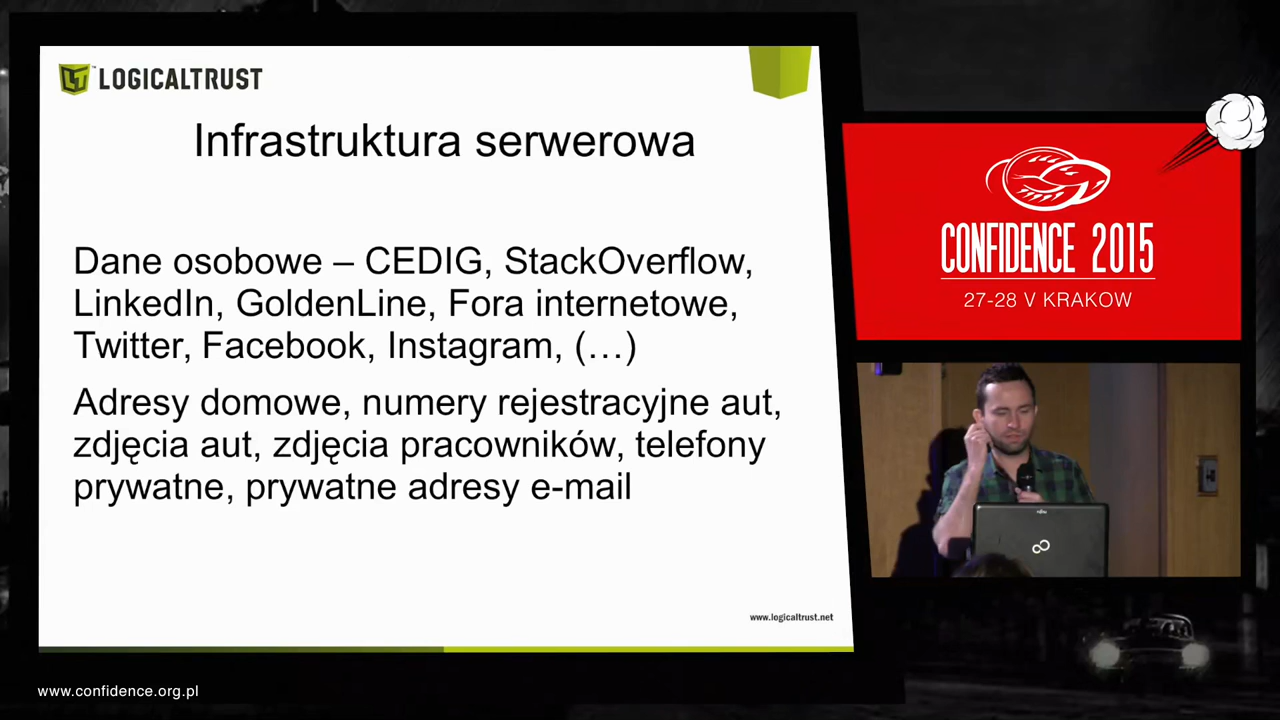 LOGICALTRUST
Infrastruktura serwerowa
Dane osobowe – CEDIG, StackOverflow,
LinkedIn, GoldenLine, Fora internetowe,
Twitter, Facebook, Instagram, (…)
Adresy domowe, numery rejestracyjne aut,
zdjęcia aut, zdjęcia pracowników, telefony
prywatne, prywatne adresy e-mail
www.logicaltrust.net
CONFIDENCE 2015
27-28 V KRAKOW
www.confidence.org.pl